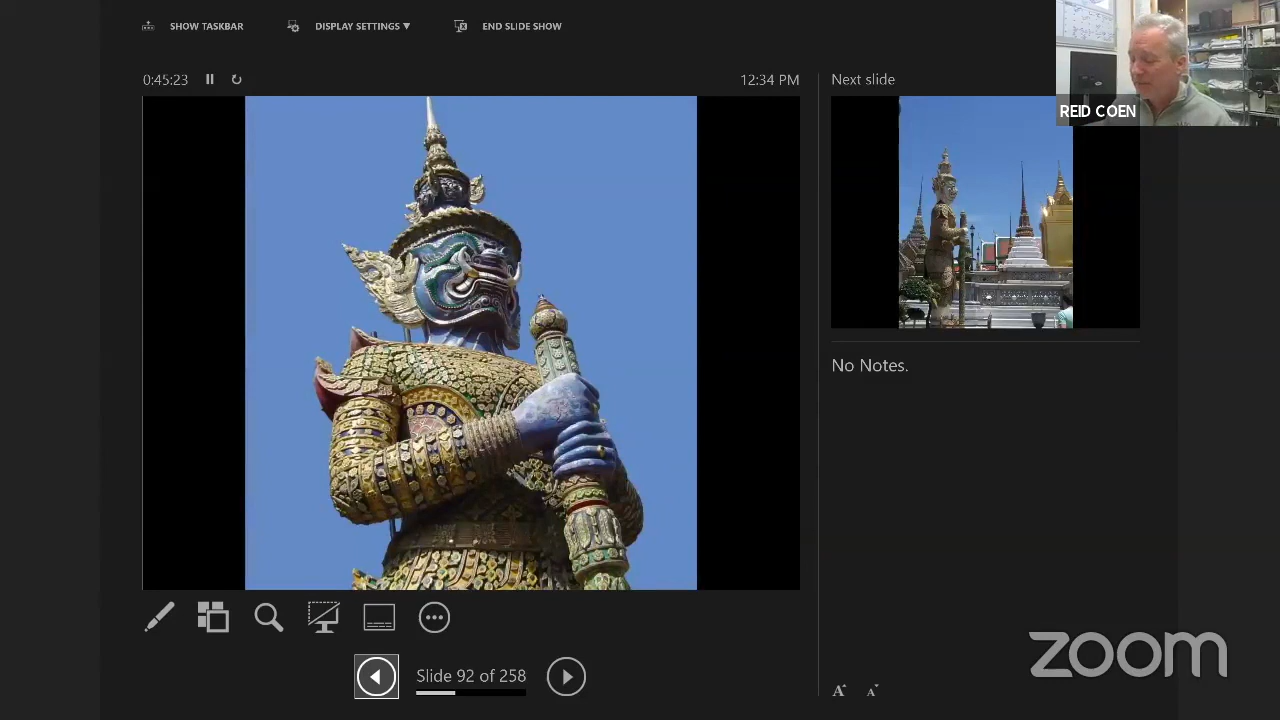 SHOW TASKBAR
DISPLAY SETTINGS ▼
END SLIDE SHOW
0:45:23
12:34 PM
Next slide
REID COEN
No Notes.
Slide 92 of 258
A A
zoom